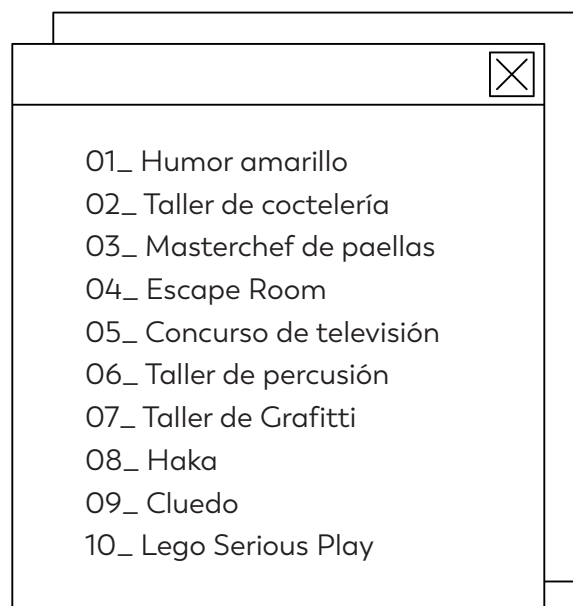 01_ Humor amarillo
02_ Taller de coctelería
03_ Masterchef de paellas
04_ Escape Room
05_ Concurso de televisión
06_ Taller de percusión
07_ Taller de Grafitti
08_ Haka
09_ Cluedo
10_ Lego Serious Play